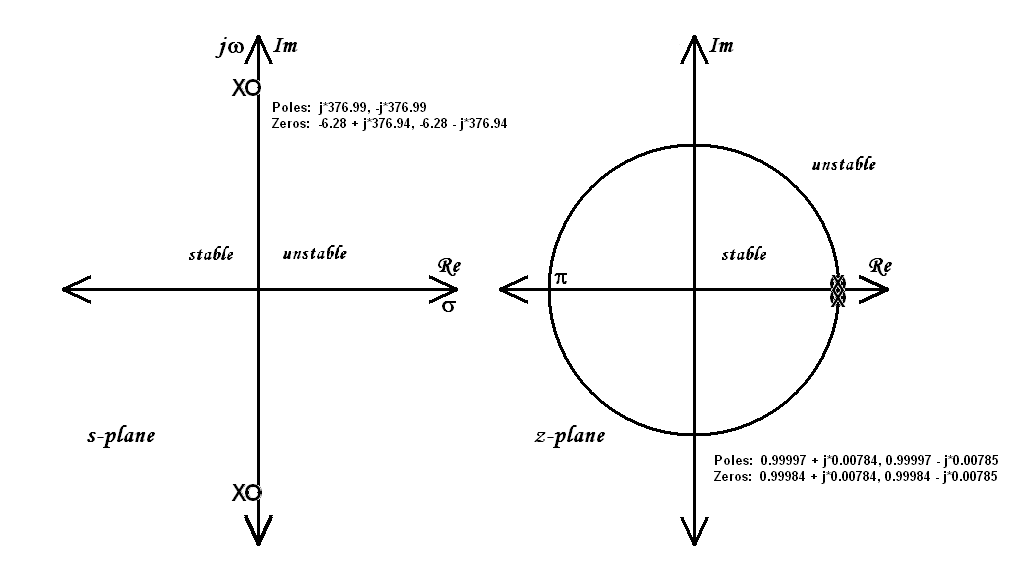 jω Im
XO
Poles: j*376.99, -j*376.99
Zeros: -6.28 + j*376.94, -6.28 - j*376.94
stable unstable
Re
σ
s-plane
XO
Im
unstable
stable
Re
π
z-plane
Poles: 0.99997 + j*0.00784, 0.99997 - j*0.00785
Zeros: 0.99984 + j*0.00784, 0.99984 - j*0.00785